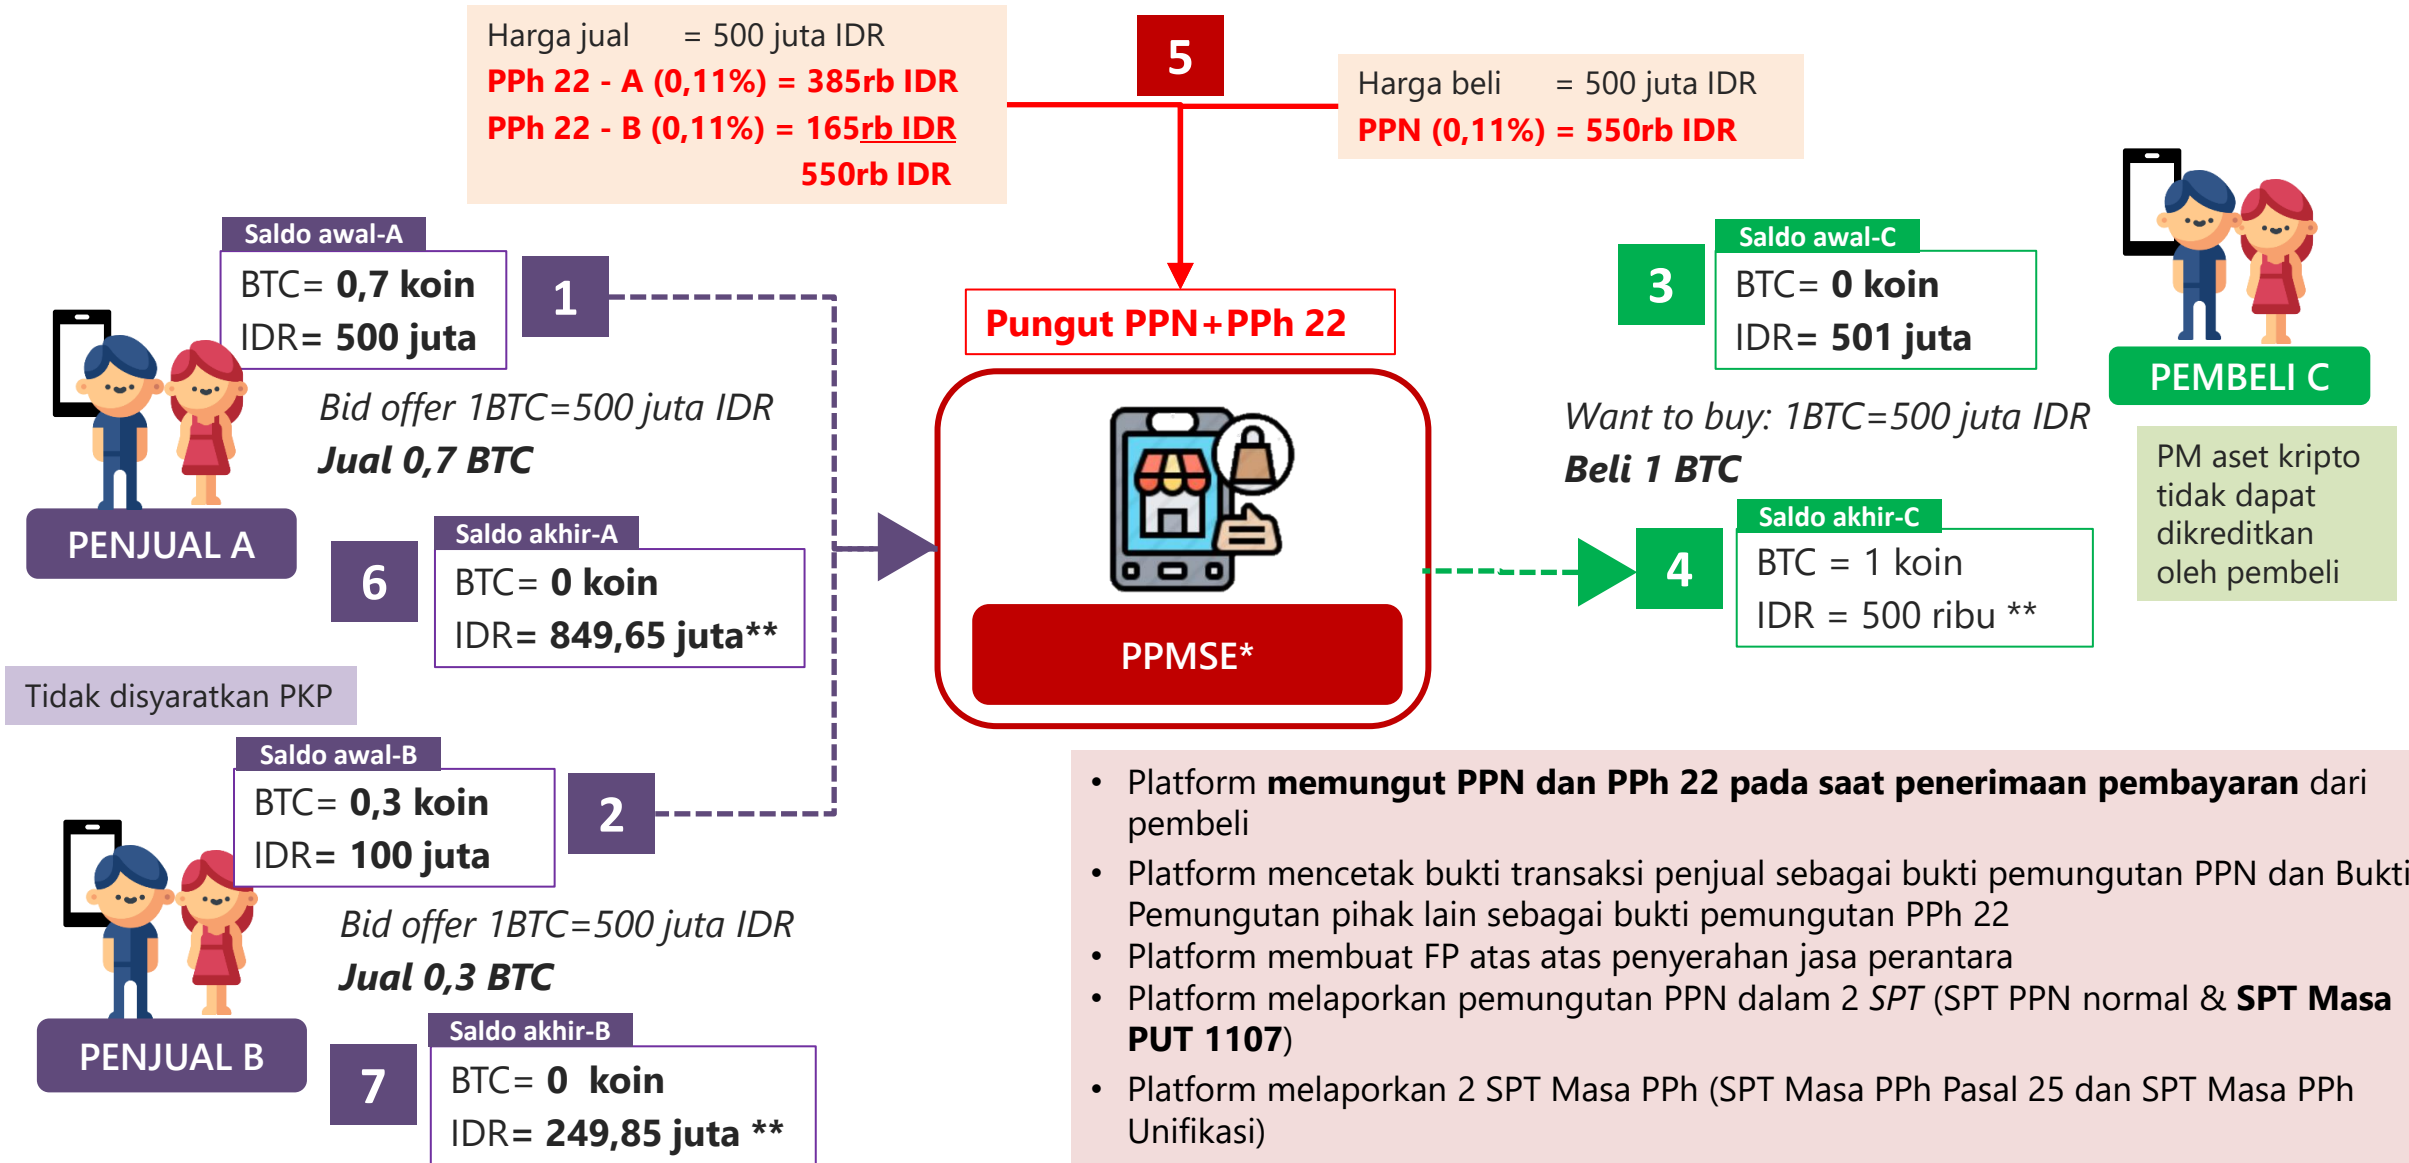 Harga jual = 500 juta IDR
PPh 22 - A (0,11%) = 385rb IDR
PPh 22 - B (0,11%) = 165rb IDR
550rb IDR
5
Harga beli = 500 juta IDR
PPN (0,11%) = 550rb IDR
Saldo awal-A
BTC= 0,7 koin
IDR= 500 juta
1
Bid offer 1BTC=500 juta IDR
Jual 0,7 BTC
PENJUAL A
6
Saldo akhir-A
BTC= 0 koin
IDR= 849,65 juta**
Tidak disyaratkan PKP
Saldo awal-B
BTC= 0,3 koin
IDR= 100 juta
2
Bid offer 1BTC=500 juta IDR
Jual 0,3 BTC
PENJUAL B
7
Saldo akhir-B
BTC= 0 koin
IDR= 249,85 juta **
Pungut PPN+PPh 22
PPMSE*
3
Saldo awal-C
BTC= 0 koin
IDR= 501 juta
PEMBELI C
Want to buy: 1BTC=500 juta IDR
Beli 1 BTC
4
Saldo akhir-C
BTC = 1 koin
IDR = 500 ribu **
PM aset kripto
tidak dapat
dikreditkan
oleh pembeli
• Platform memungut PPN dan PPh 22 pada saat penerimaan pembayaran dari
pembeli
• Platform mencetak bukti transaksi penjual sebagai bukti pemungutan PPN dan Bukti
Pemungutan pihak lain sebagai bukti pemungutan PPh 22
• Platform membuat FP atas atas penyerahan jasa perantara
• Platform melaporkan pemungutan PPN dalam 2 SPT (SPT PPN normal & SPT Masa
PUT 1107)
• Platform melaporkan 2 SPT Masa PPh (SPT Masa PPh Pasal 25 dan SPT Masa PPh
Unifikasi)